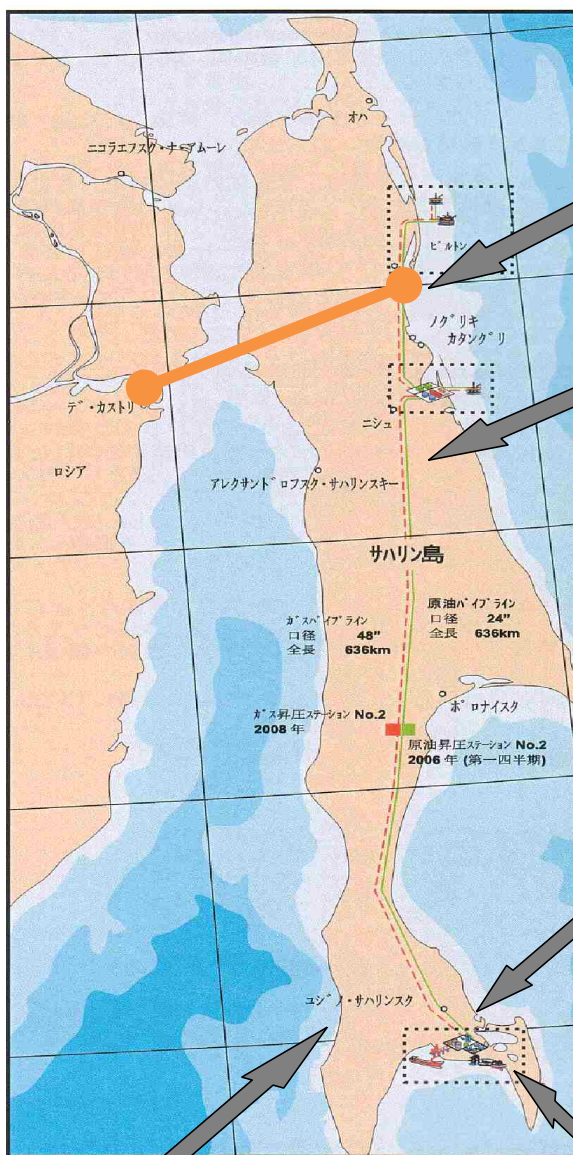 オハ
ニコラエフスク・ナ・アムーレ
ピルトン
ノグリキ
カタングリ
デ・カストリ
ニシュ
ロシア
アレクサンドロフスク・サハリンスキー
サハリン島
ガスパイプライン
口径 48”
全長 636km
原油パイプライン
口径 24”
全長 636km
ポロナイスク
ガス昇圧ステーション No.2
2008 年
原油昇圧ステーション No.2
2006 年 (第一四半期)
ユジノ・サハリンスク